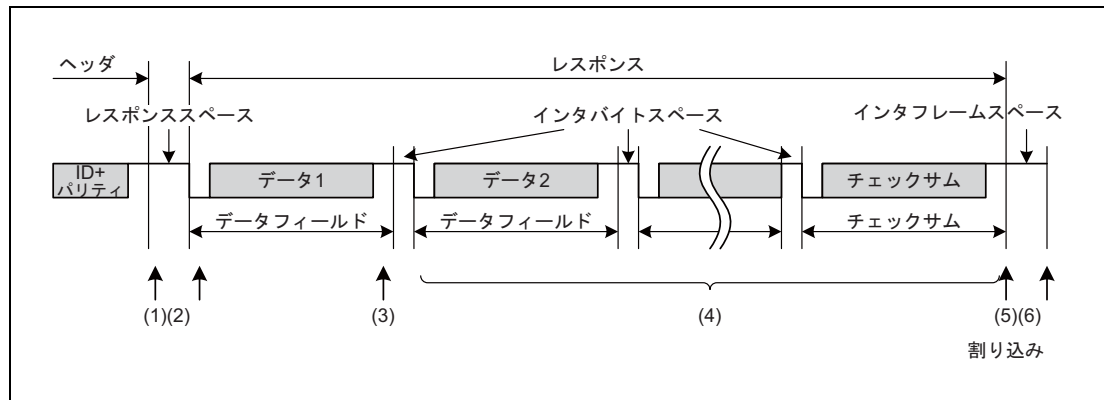 ヘッダ
レスポンス
レスポンススペース
インタバイトスペース
インタフレームスペース
ID+
パリティ
データ1
データ2
チェックサム
データフィールド
データフィールド
チェックサム
(1)(2)
(3)
(4)
(5)(6)
割り込み